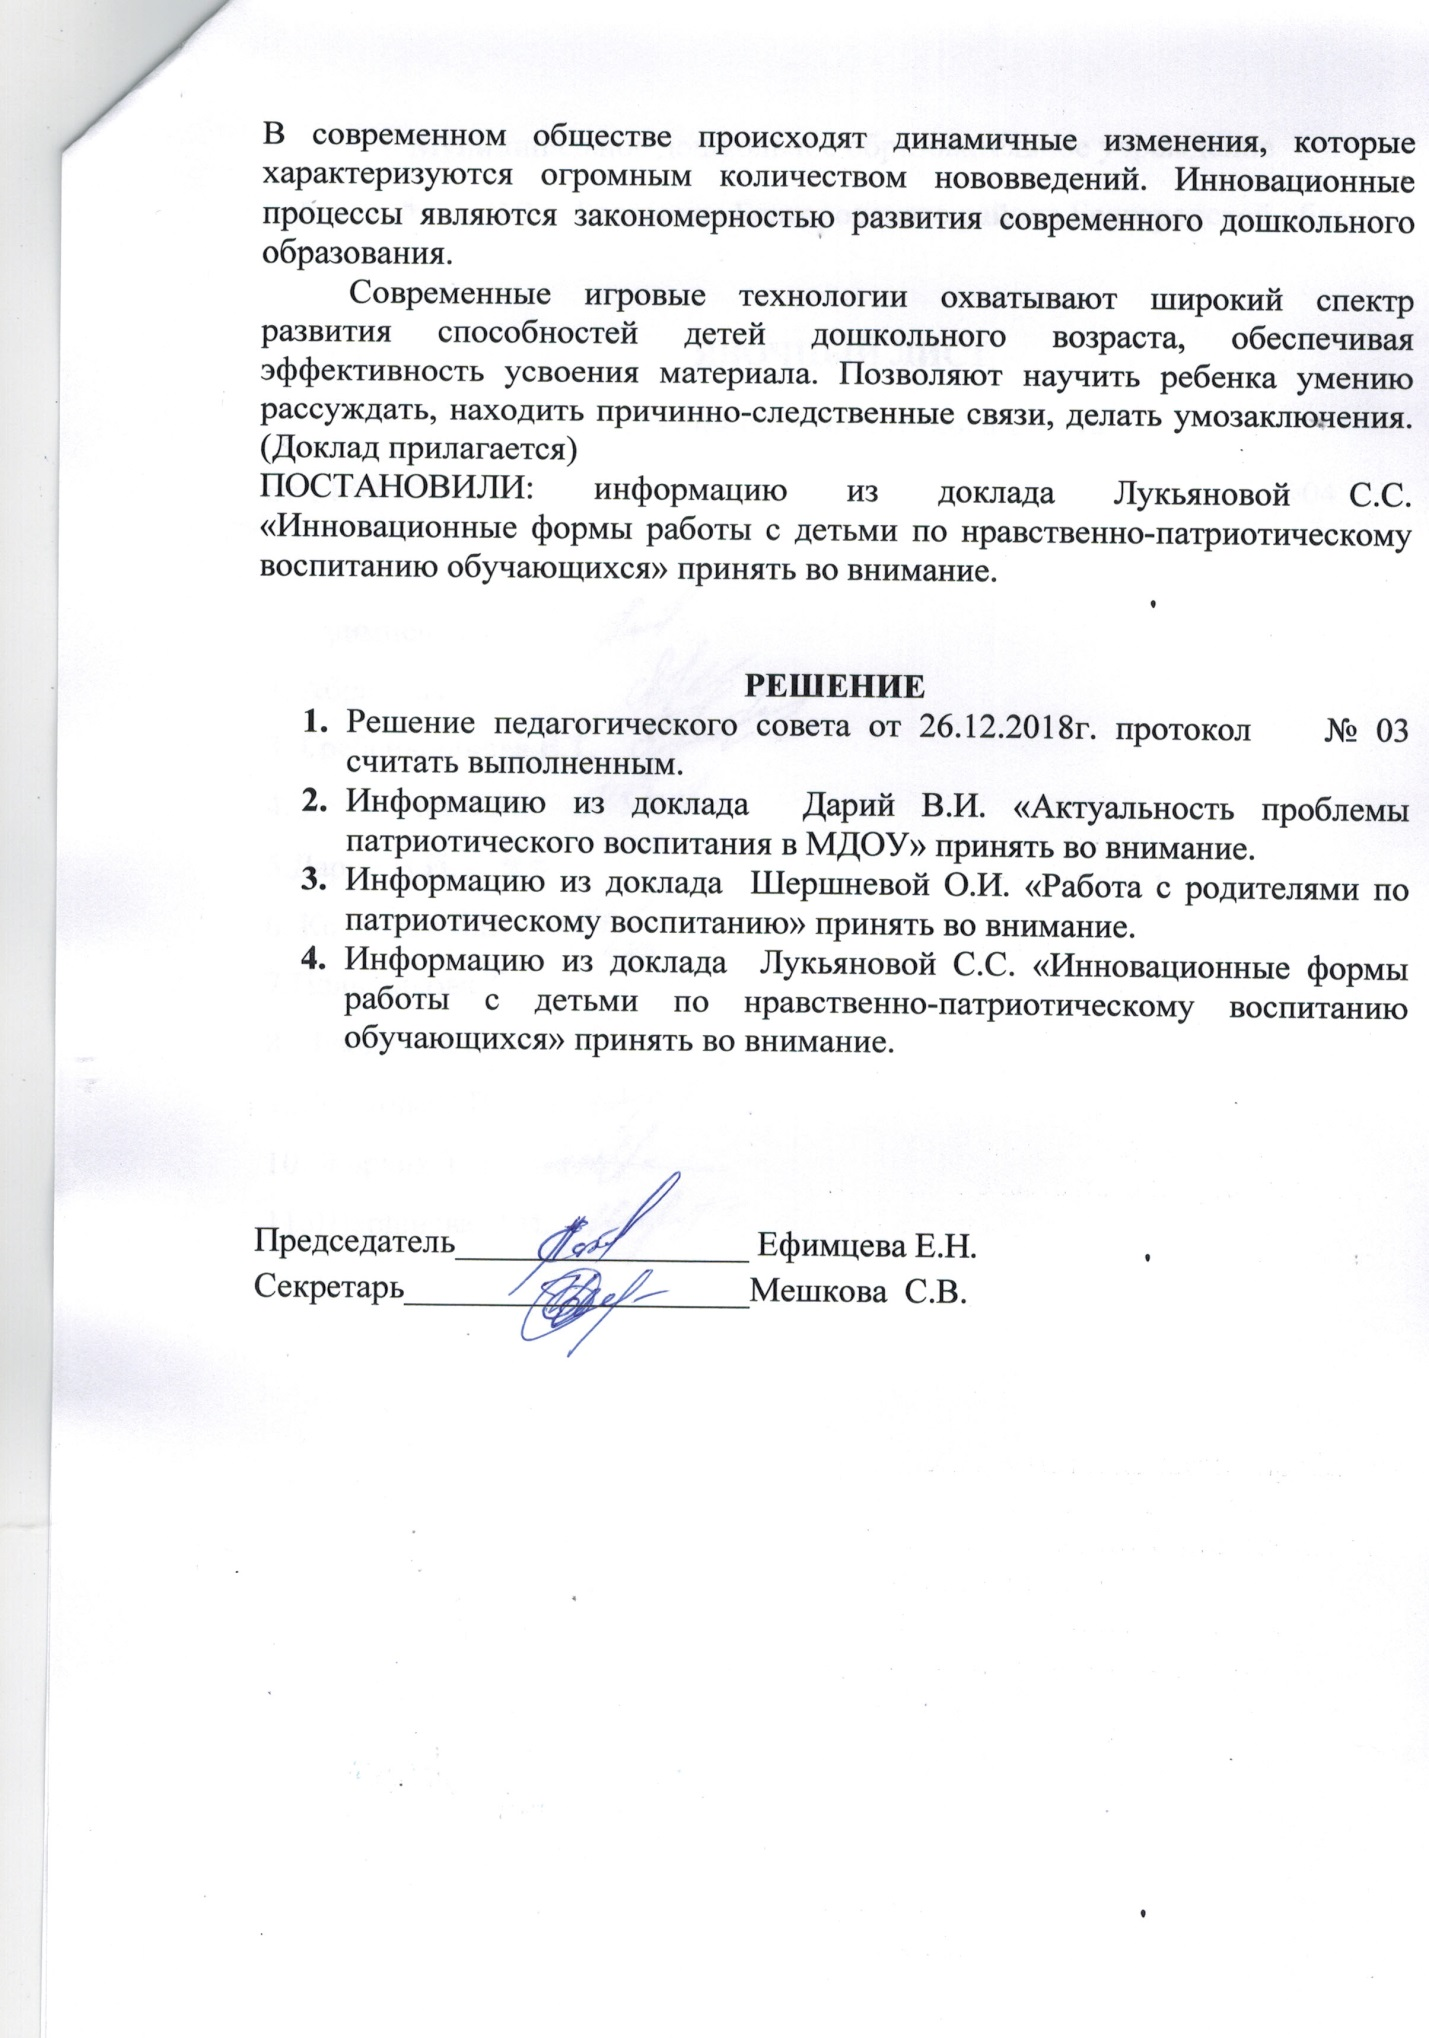 В современном обществе происходят динамичные изменения, которые
характеризуются огромным количеством нововведений. Инновационные
процессы являются закономерностью развития современного дошкольного
образования.
Современные игровые технологии охватывают широкий спектр
развития способностей детей дошкольного возраста, обеспечивая
эффективность усвоения материала. Позволяют научить ребенка умению
рассуждать, находить причинно-следственные связи, делать умозаключения.
(Доклад прилагается)
ПОСТАНОВИЛИ: информацию из доклада Лукьяновой С.С.
«Инновационные формы работы с детьми по нравственно-патриотическому
воспитанию обучающихся» принять во внимание.
РЕШЕНИЕ
1. Решение педагогического совета от 26.12.2018г. протокол № 03
считать выполненным.
2. Информацию из доклада Дарий В.И. «Актуальность проблемы
патриотического воспитания в МДОУ» принять во внимание.
3. Информацию из доклада Шершневой О.И. «Работа с родителями по
патриотическому воспитанию» принять во внимание.
4. Информацию из доклада Лукьяновой С.С. «Инновационные формы
работы с детьми по нравственно-патриотическому воспитанию
обучающихся» принять во внимание.
Председатель_________________ Ефимцева Е.Н.
Секретарь____________________Мешкова С.В.